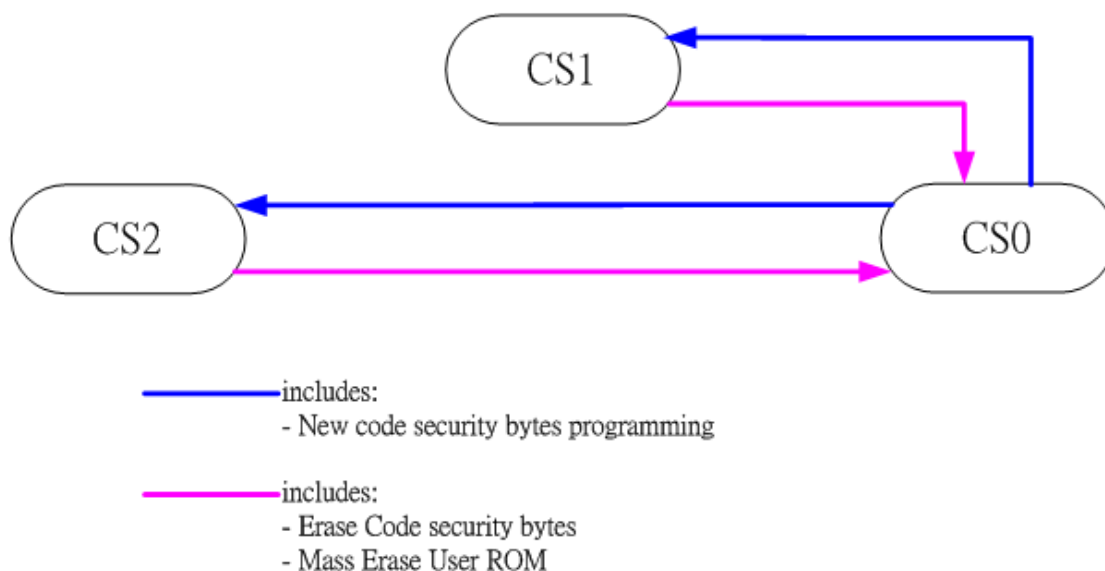 CS1
CS2
CS0
includes:
- New code security bytes programming
includes:
- Erase Code security bytes
- Mass Erase User ROM